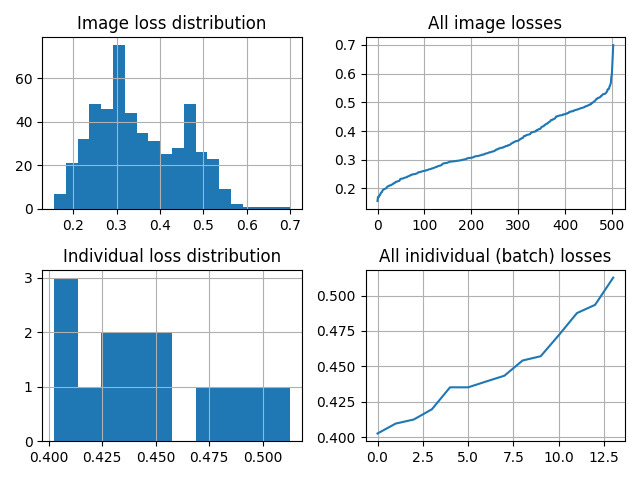 Image loss distribution
60
40
20
0
0.2 0.3 0.4 0.5 0.6 0.7
All image losses
0.7
0.6
0.5
0.4
0.3
0.2
0 100 200 300 400 500
Individual loss distribution
3
2
1
0
0.400 0.425 0.450 0.475 0.500
All inidividual (batch) losses
0.500
0.475
0.450
0.425
0.400
0.0 2.5 5.0 7.5 10.0 12.5